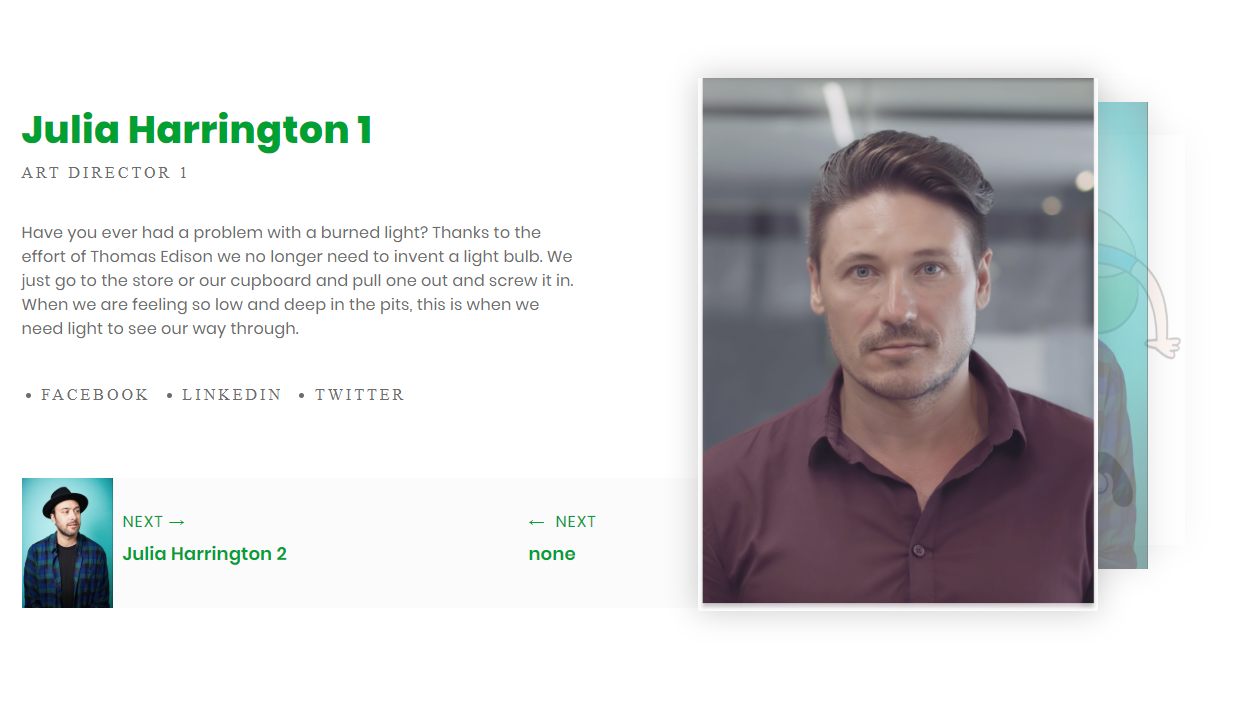 Julia Harrington 1
ART DIRECTOR 1
Have you ever had a problem with a burned light? Thanks to the
effort of Thomas Edison we no longer need to invent a light bulb. We
just go to the store or our cupboard and pull one out and screw it in.
When we are feeling so low and deep in the pits, this is when we
need light to see our way through.
• FACEBOOK • LINKEDIN • TWITTER
NEXT →
Julia Harrington 2
← NEXT
none